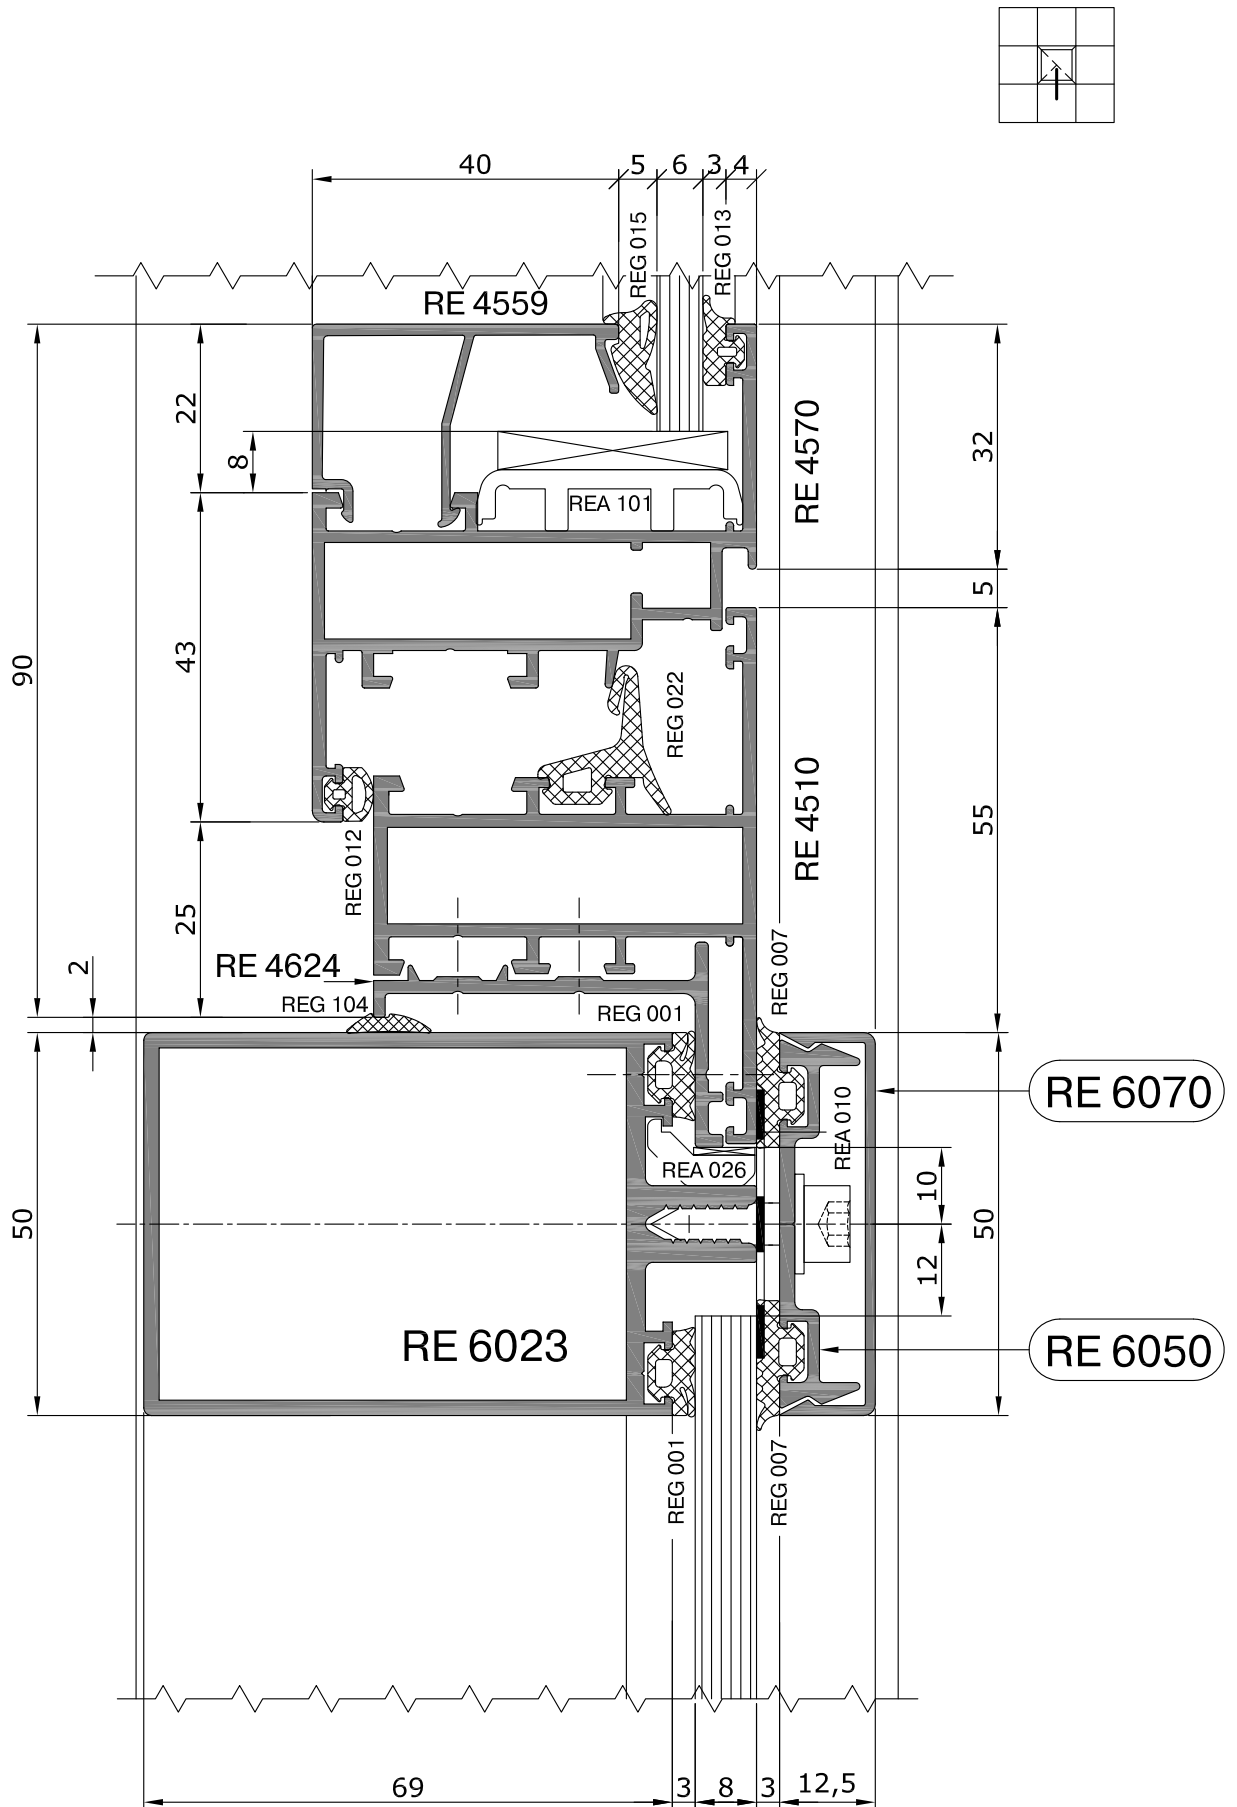 40
5
6
3
4
REG 015
REG 013
RE 4559
22
8
REA 101
RE 4570
32
5
90
43
REG 022
RE 4510
55
REG 012
25
2
RE 4624
REG 104
REG 001
REG 007
RE 6070
REA 010
REA 026
10
50
50
12
RE 6023
RE 6050
REG 001
REG 007
69
3
8
3
12,5